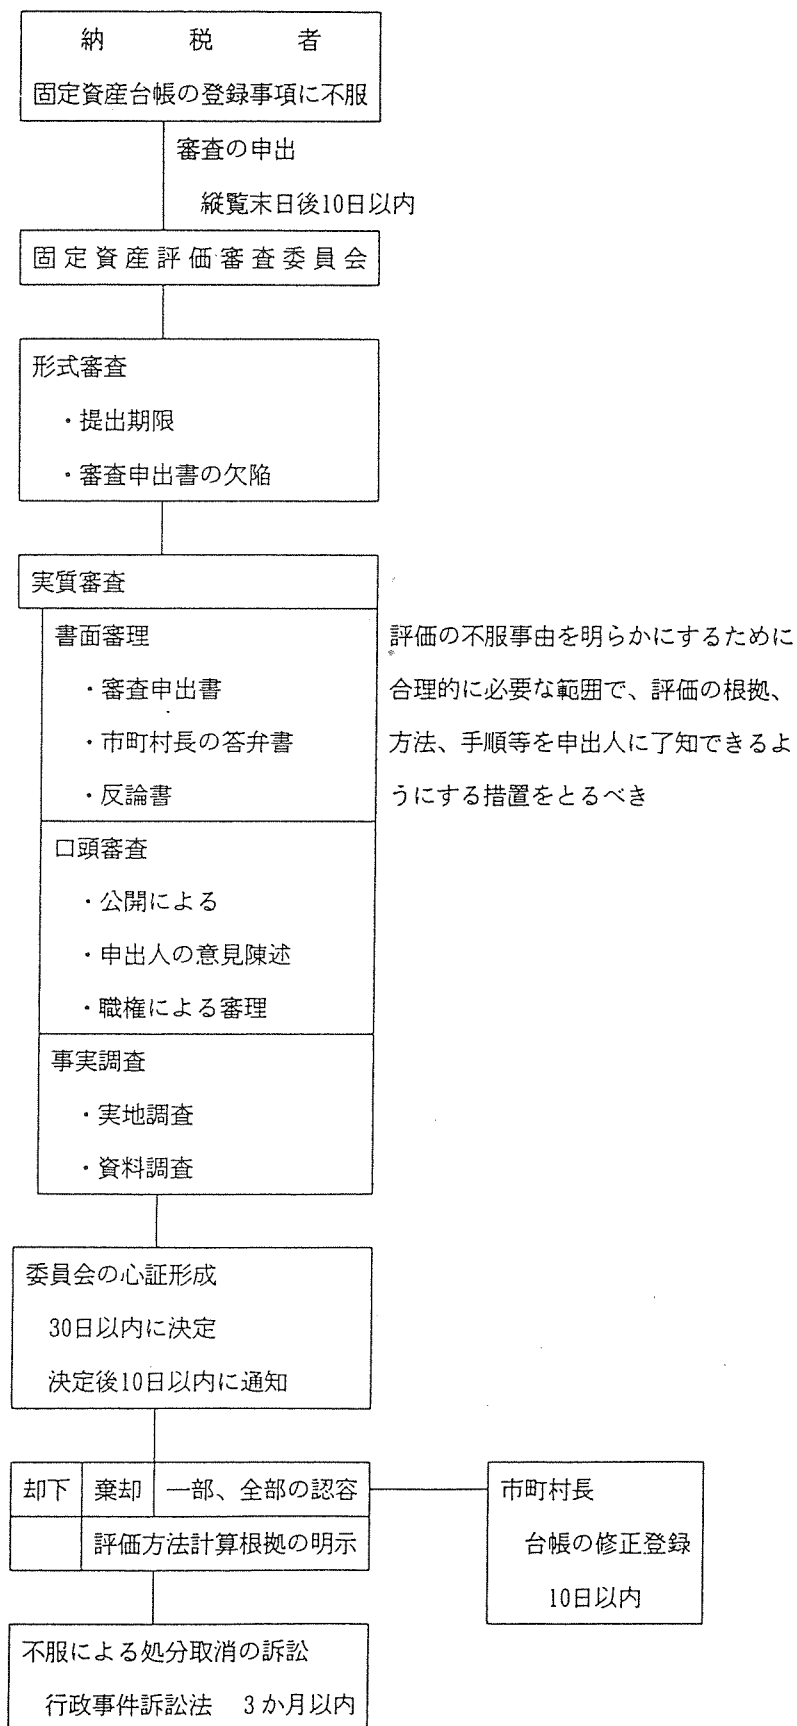 納　税　者
固定資産台帳の登録事項に不服
審査の申出
縦覧末日後10日以内
固定資産評価審査委員会
形式審査
・提出期限
・審査申出書の欠陥
実質審査
書面審理
・審査申出書
・市町村長の答弁書
・反論書
評価の不服事由を明らかにするために
合理的に必要な範囲で、評価の根拠、
方法、手順等を申出人に了知できるよ
うにする措置をとるべき
口頭審査
・公開による
・申出人の意見陳述
・職権による審理
事実調査
・実地調査
・資料調査
委員会の心証形成
30日以内に決定
決定後10日以内に通知
却下　棄却　一部、全部の認容
評価方法計算根拠の明示
市町村長
台帳の修正登録
10日以内
不服による処分取消の訴訟
行政事件訴訟法　3か月以内